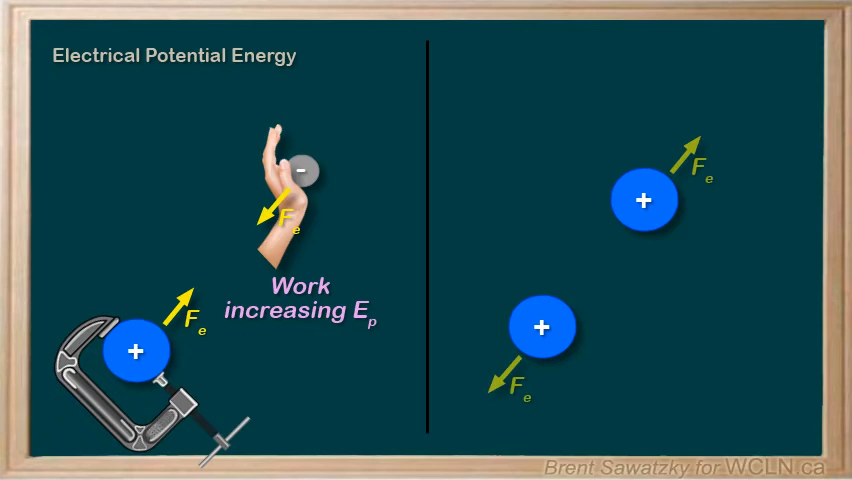 Electrical Potential Energy
-
Fe
Work
increasing Ep
Fe
+
Fe
+
+
Fe
Brent Sawatzky for WCLN.ca